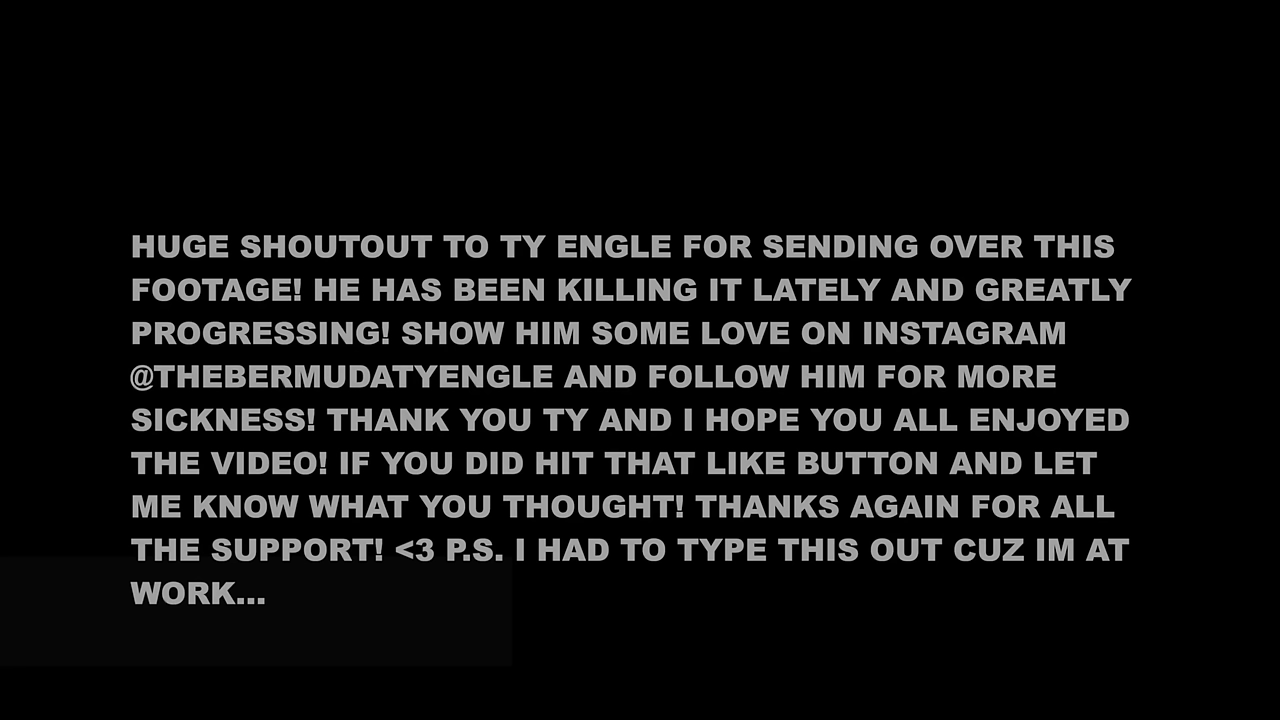 HUGE SHOUTOUT TO TY ENGLE FOR SENDING OVER THIS
FOOTAGE! HE HAS BEEN KILLING IT LATELY AND GREATLY
PROGRESSING! SHOW HIM SOME LOVE ON INSTAGRAM
@THEBERMUDATYENGLE AND FOLLOW HIM FOR MORE
SICKNESS! THANK YOU TY AND I HOPE YOU ALL ENJOYED
THE VIDEO! IF YOU DID HIT THAT LIKE BUTTON AND LET
ME KNOW WHAT YOU THOUGHT! THANKS AGAIN FOR ALL
THE SUPPORT! <3 P.S. I HAD TO TYPE THIS OUT CUZ IM AT
WORK...